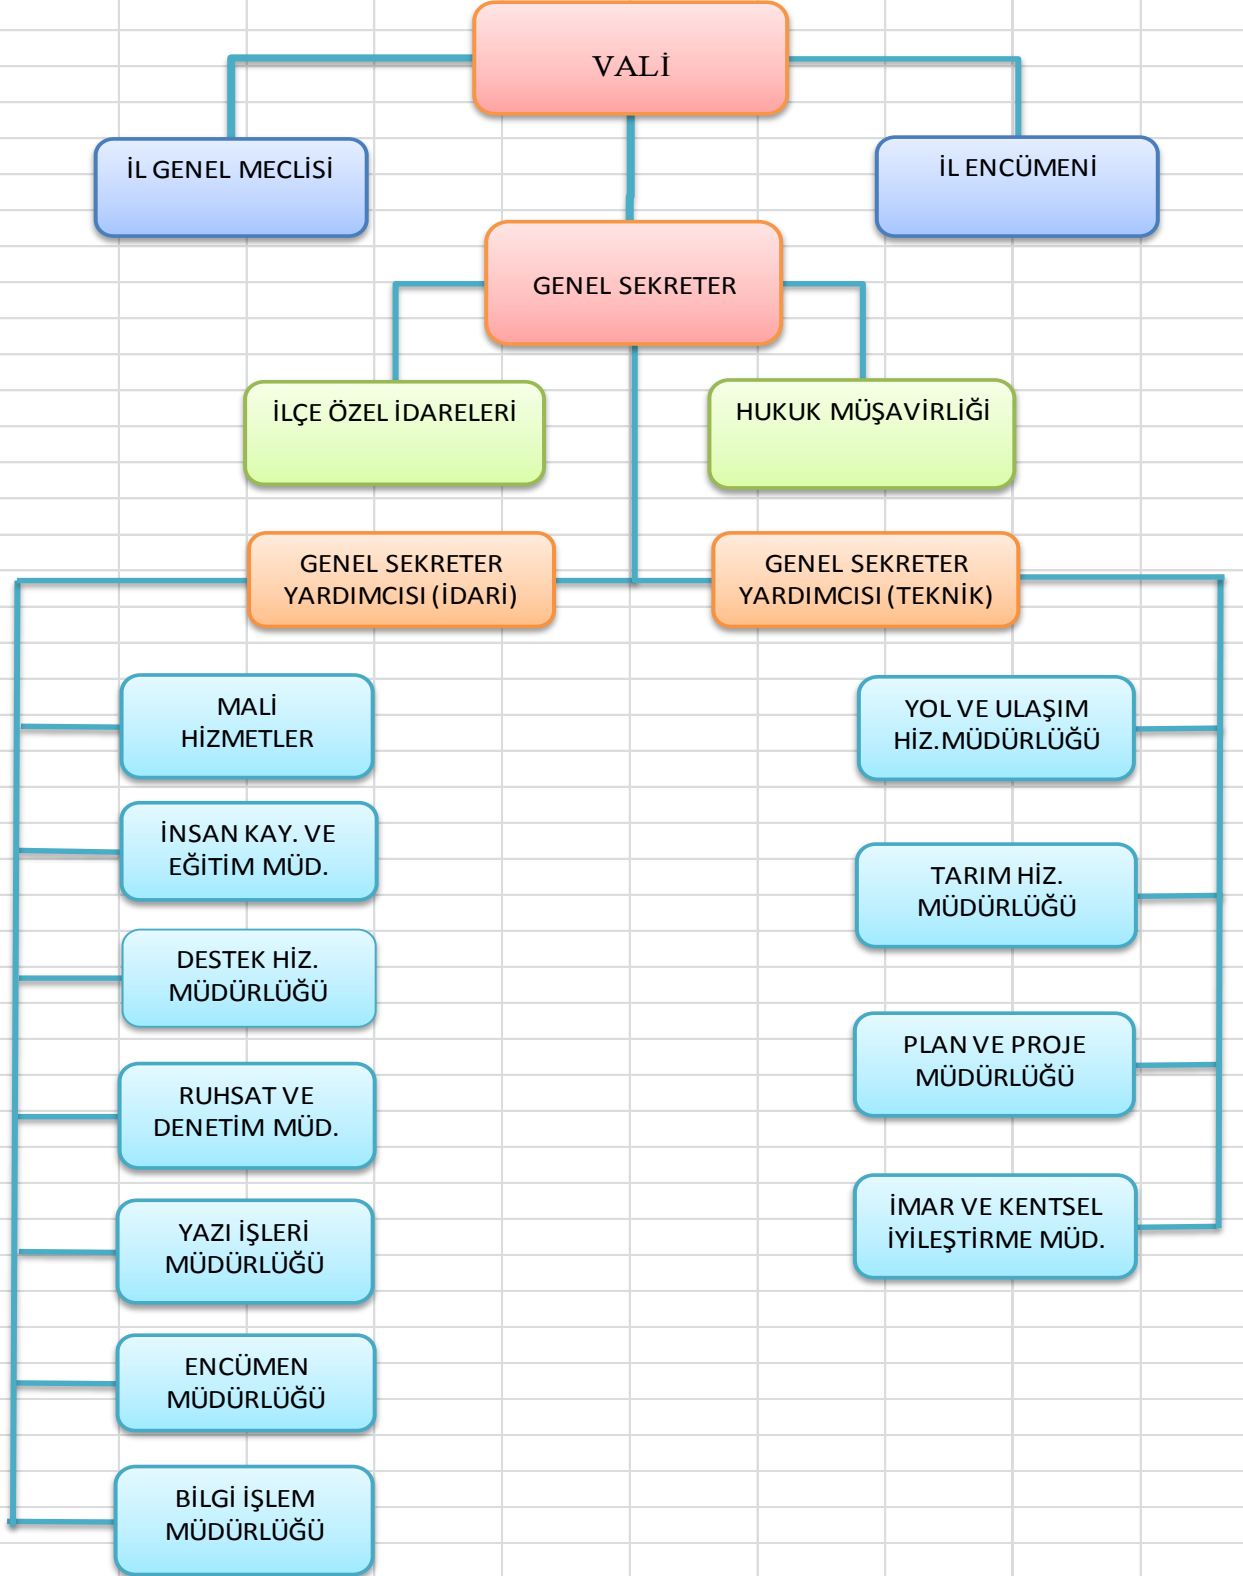 VALİ
İL GENEL MECLİSİ
İL ENCÜMENİ
GENEL SEKRETER
İLÇE ÖZEL İDARELERİ
HUKUK MÜŞAVİRLİĞİ
GENEL SEKRETER
YARDIMCISI (İDARİ)
GENEL SEKRETER
YARDIMCISI (TEKNİK)
MALİ
HİZMETLER
İNSAN KAY. VE
EĞİTİM MÜD.
DESTEK HİZ.
MÜDÜRLÜĞÜ
RUHSAT VE
DENETİM MÜD.
YAZI İŞLERİ
MÜDÜRLÜĞÜ
ENCÜMEN
MÜDÜRLÜĞÜ
BİLGİ İŞLEM
MÜDÜRLÜĞÜ
YOL VE ULAŞIM
HİZ.MÜDÜRLÜĞÜ
TARIM HİZ.
MÜDÜRLÜĞÜ
PLAN VE PROJE
MÜDÜRLÜĞÜ
İMAR VE KENTSEL
İYİLEŞTİRME MÜD.